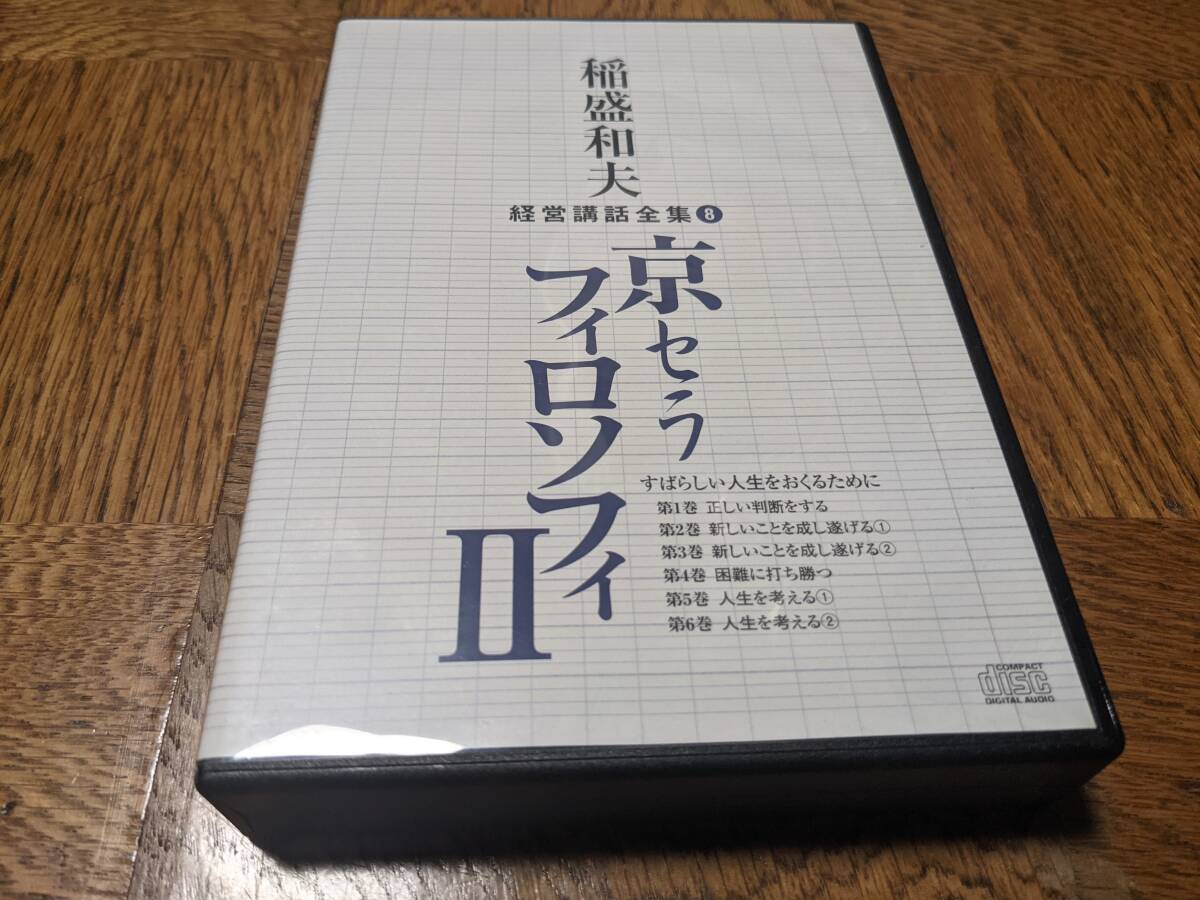 稲盛和夫
経営講話全集8
京セラ
フィロソフィ
II
すばらしい人生をおくるために
第1巻 正しい判断をする
第2巻 新しいことを成し遂げる①
第3巻 新しいことを成し遂げる②
第4巻 困難に打ち勝つ
第5巻 人生を考える①
第6巻 人生を考える②
COMPACT
disc
DIGITAL AUDIO